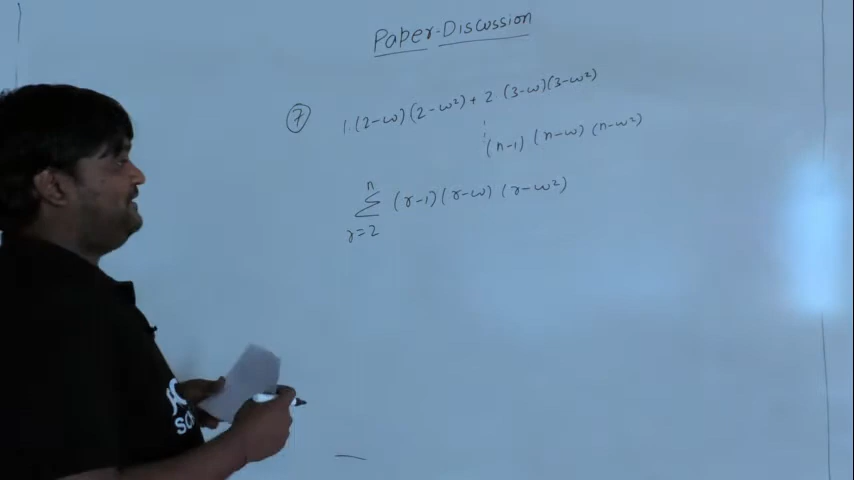 Paper-Discussion
7 1.(2-ω)(2-ω²)+2 (3-ω)(3-ω²)
(n-1) (n-ω) (n-ω²)
n
∑ (r-1)(r-ω) (r-ω²)
r=2